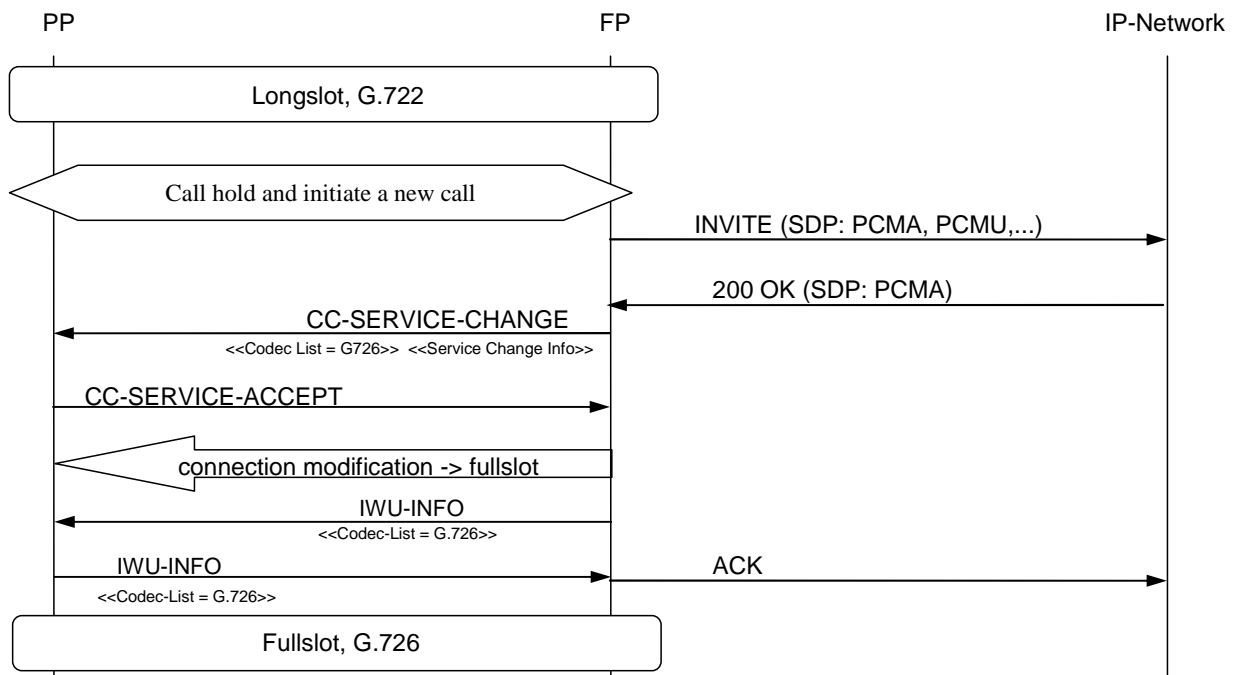 PP
FP
IP-Network
Longslot, G.722
Call hold and initiate a new call
INVITE (SDP: PCMA, PCMU,...)
200 OK (SDP: PCMA)
CC-SERVICE-CHANGE
<<Codec List = G726>> <<Service Change Info>>
CC-SERVICE-ACCEPT
connection modification -> fullslot
IWU-INFO
<<Codec-List = G.726>>
IWU-INFO
ACK
<<Codec-List = G.726>>
Fullslot, G.726